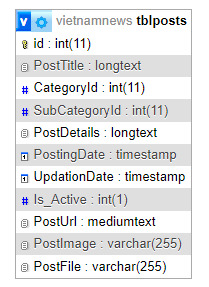 v vietnamnews tblposts
id : int(11)
PostTitle : longtext
# CategoryId : int(11)
# SubCategoryId : int(11)
PostDetails : longtext
PostingDate : timestamp
UpdationDate : timestamp
# Is_Active : int(1)
PostUrl : mediumtext
PostImage : varchar(255)
PostFile : varchar(255)